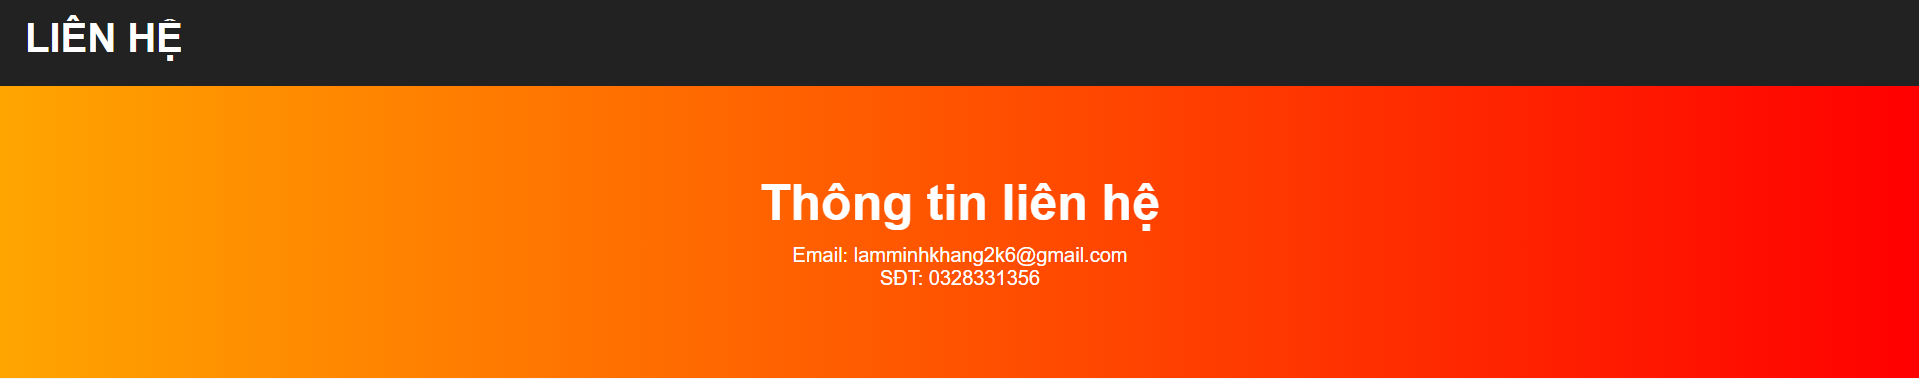 LIÊN HỆ
Thông tin liên hệ
Email: lamminhkhang2k6@gmail.com
SĐT: 0328331356